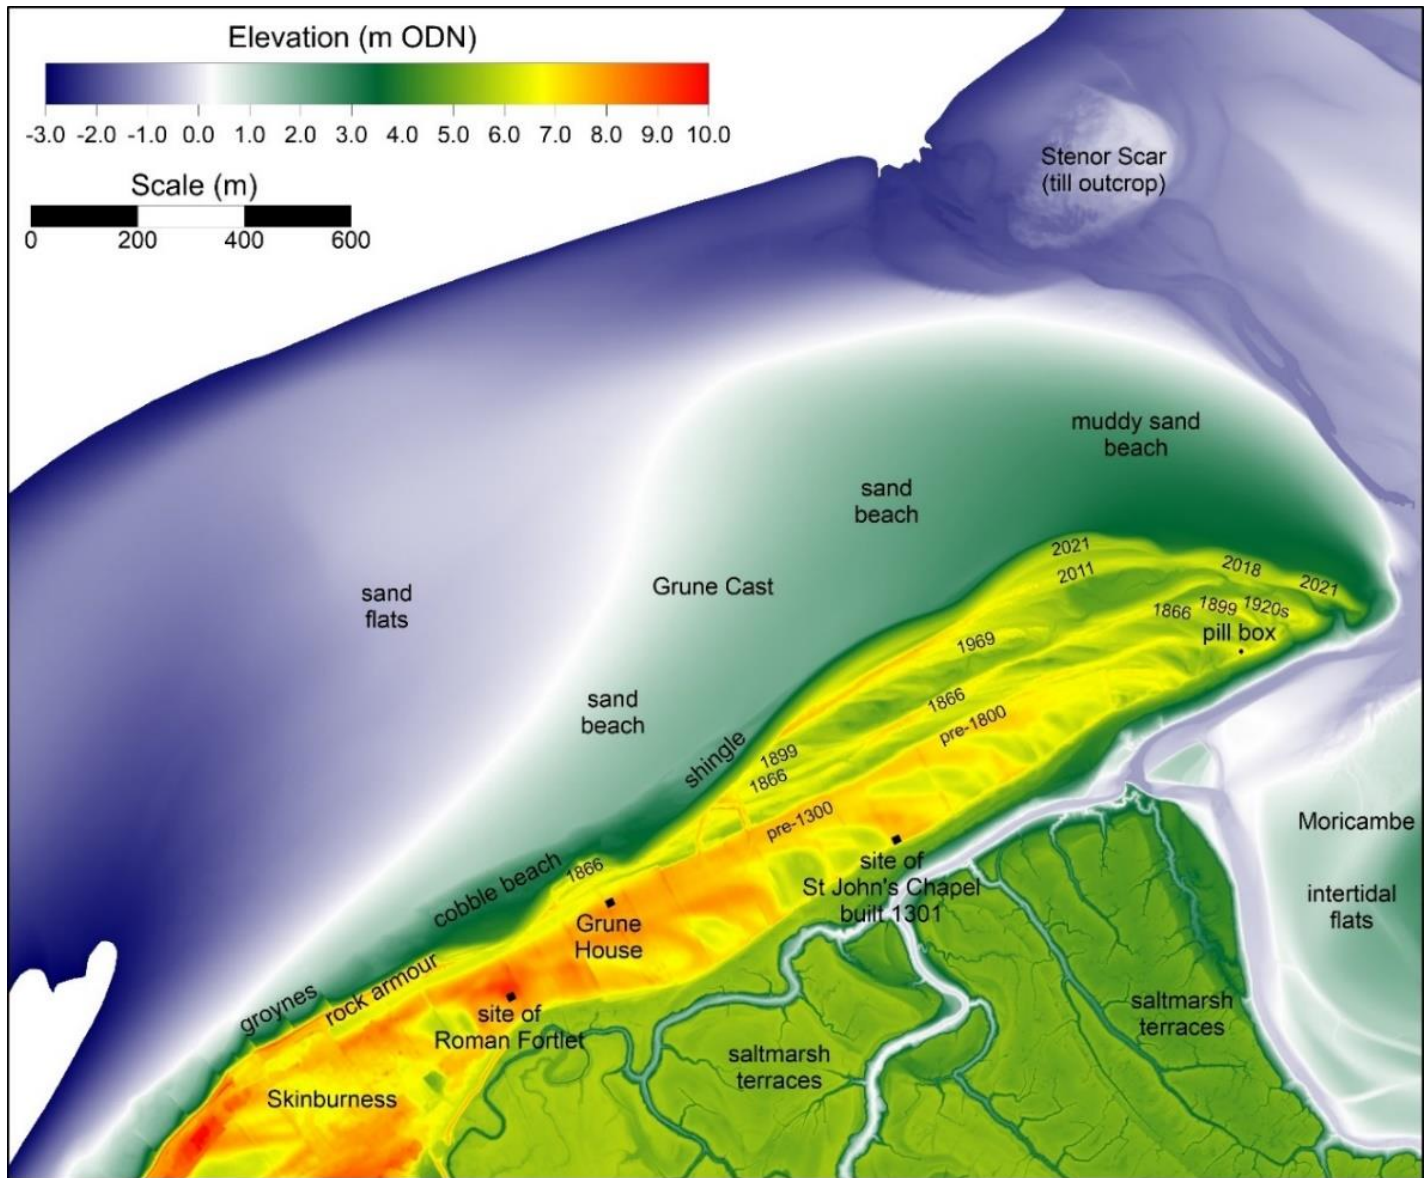 Elevation (m ODN)
-3.0 -2.0 -1.0 0.0 1.0 2.0 3.0 4.0 5.0 6.0 7.0 8.0 9.0 10.0
Scale (m)
0 200 400 600
Stenor Scar
(till outcrop)
muddy sand
beach
sand
beach
2021
2011
2018
2021
Grune Cast
sand
flats
1866
1899
1920s
pill box
1969
sand
beach
1866
pre-1800
shingle
1899
1866
pre-1300
Moricambe
cobble beach
1866
site of
St John's Chapel
built 1301
intertidal
flats
Grune
House
rock armour
groynes
site of
Roman Fortlet
saltmarsh
terraces
saltmarsh
terraces
Skinburness